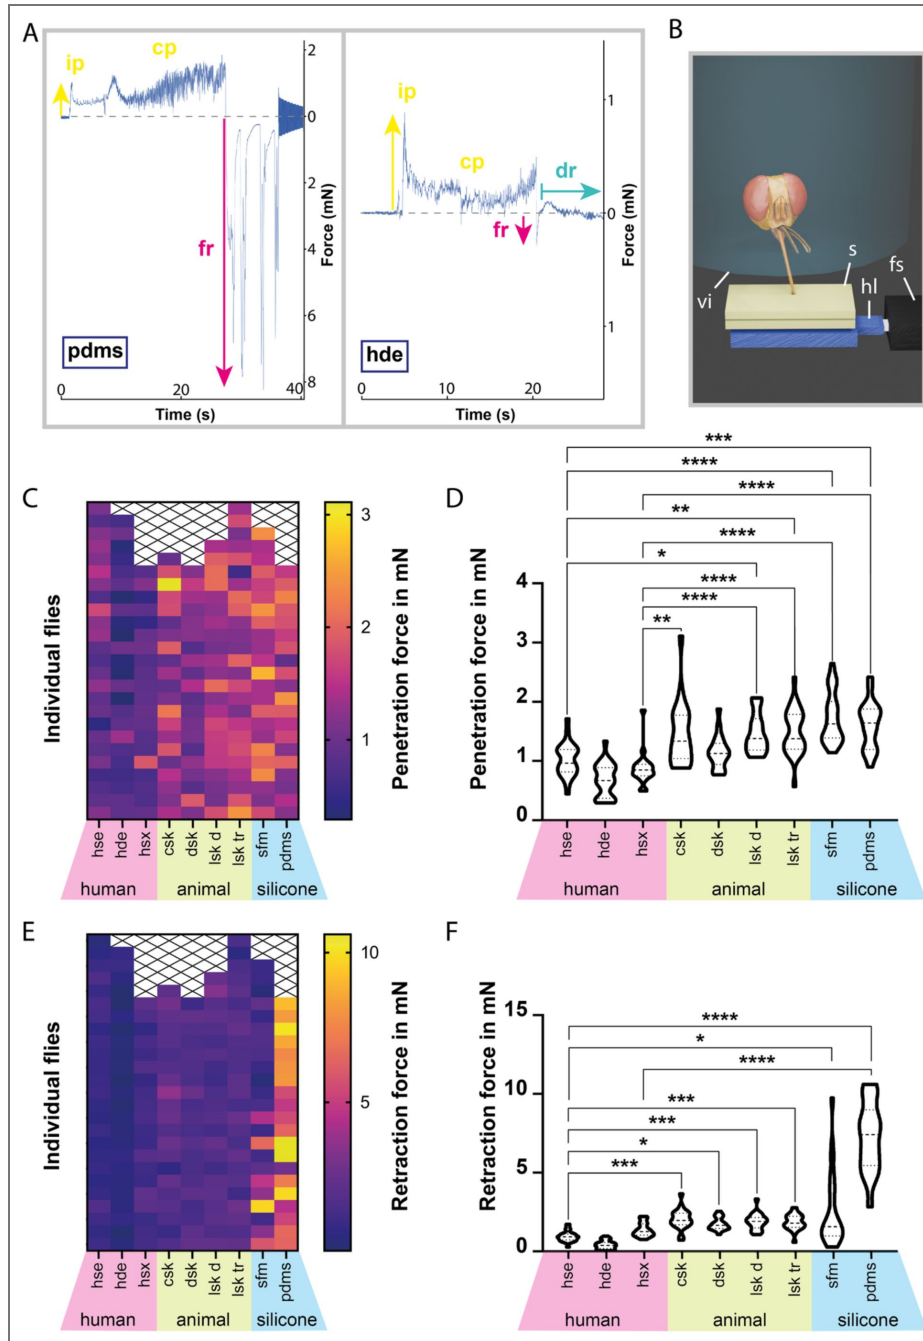 A
ip
cp
fr
pdms
2
0
2
4
6
8
Force (mN)
0
20
40
Time (s)
ip
cp
dr
fr
hde
1
0
1
Force (mN)
0
10
20
Time (s)
B
vi
s
hl
fs
C
Individual flies
3
2
1
Penetration force in mN
hse
hde
hsx
csk
dsk
lsk d
lsk tr
sfm
pdms
human
animal
silicone
D
***
****
****
**
****
*
****
****
**
Penetration force in mN
4
3
2
1
0
hse
hde
hsx
csk
dsk
lsk d
lsk tr
sfm
pdms
human
animal
silicone
E
Individual flies
10
5
Retraction force in mN
hse
hde
hsx
csk
dsk
lsk d
lsk tr
sfm
pdms
human
animal
silicone
F
****
*
****
***
***
*
***
Retraction force in mN
15
10
5
0
hse
hde
hsx
csk
dsk
lsk d
lsk tr
sfm
pdms
human
animal
silicone